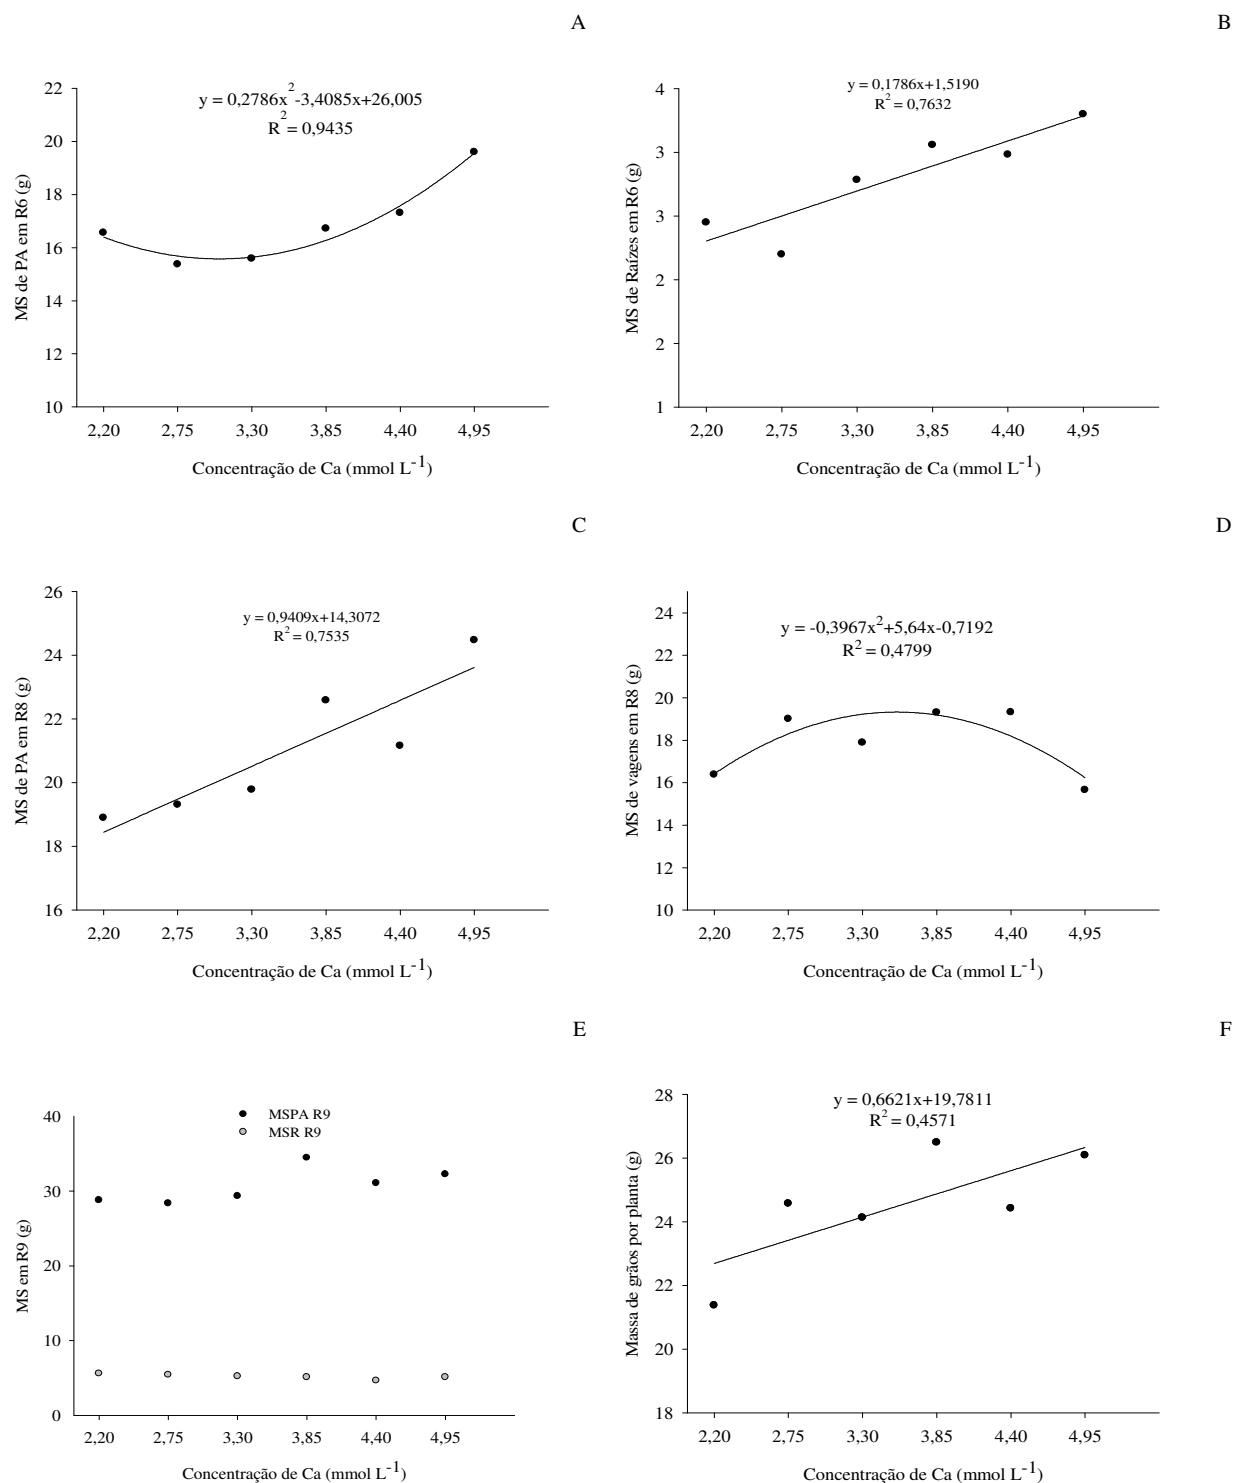 A
y = 0,2786x²-3,4085x+26,005
R² = 0,9435
MS de PA em R6 (g)
22
20
18
16
14
12
10
2,20 2,75 3,30 3,85 4,40 4,95
Concentração de Ca (mmol L⁻¹)
B
y = 0,1786x+1,5190
R² = 0,7632
MS de Raízes em R6 (g)
4
3
3
2
2
1
2,20 2,75 3,30 3,85 4,40 4,95
Concentração de Ca (mmol L⁻¹)
C
y = 0,9409x+14,3072
R² = 0,7535
MS de PA em R8 (g)
26
24
22
20
18
16
2,20 2,75 3,30 3,85 4,40 4,95
Concentração de Ca (mmol L⁻¹)
D
y = -0,3967x²+5,64x-0,7192
R² = 0,4799
MS de vagens em R8 (g)
24
22
20
18
16
14
12
10
2,20 2,75 3,30 3,85 4,40 4,95
Concentração de Ca (mmol L⁻¹)
E
MSPA R9
MSR R9
MS em R9 (g)
40
30
20
10
0
2,20 2,75 3,30 3,85 4,40 4,95
Concentração de Ca (mmol L⁻¹)
F
y = 0,6621x+19,7811
R² = 0,4571
Massa de grãos por planta (g)
28
26
24
22
20
18
2,20 2,75 3,30 3,85 4,40 4,95
Concentração de Ca (mmol L⁻¹)